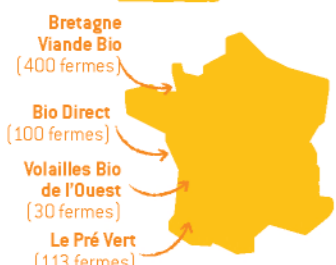 Bretagne
Viande Bio
(400 fermes)
Bio Direct
(100 fermes)
Volailles Bio
de l'Ouest
(30 fermes)
Le Pré Vert
(113 fermes)